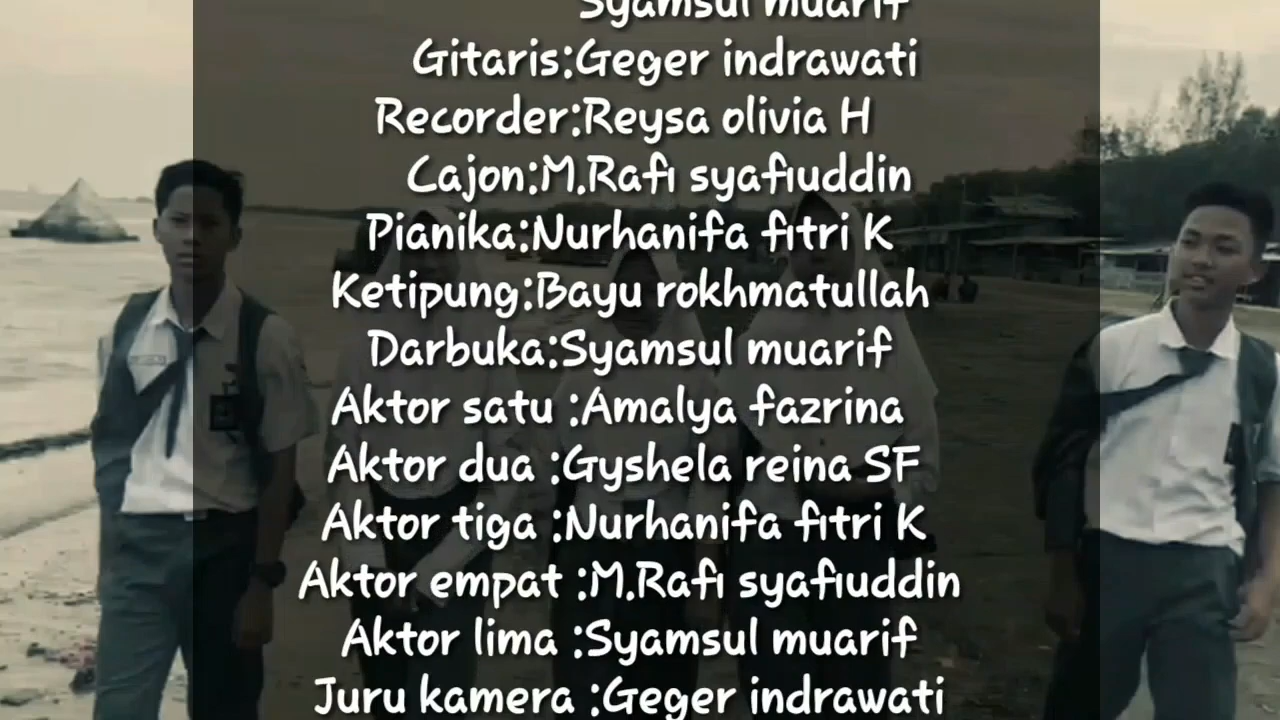 Syamsul muarif
Gitaris:Geger indrawati
Recorder:Reysa olivia H
Cajon:M.Rafi syafiuddin
Pianika:Nurhanifa fitri K
Ketipung:Bayu rokhmatullah
Darbuka:Syamsul muarif
Aktor satu :Amalya fazrina
Aktor dua :Gyshela reina SF
Aktor tiga :Nurhanifa fitri K
Aktor empat :M.Rafi syafiuddin
Aktor lima :Syamsul muarif
Juru kamera :Geger indrawati